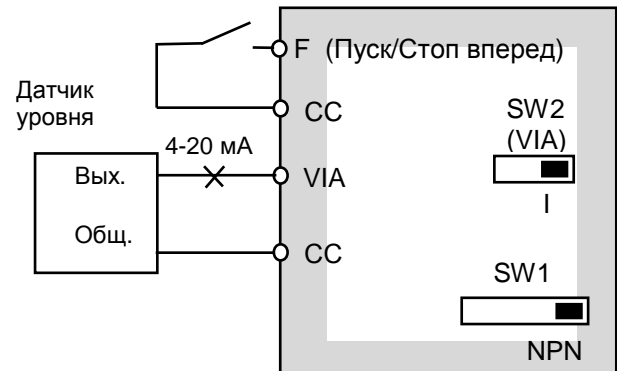 F (Пуск/Стоп вперед)
Датчик
уровня
CC
SW2
(VIA)
4-20 мА
Вых.
VIA
I
Общ.
CC
SW1
NPN